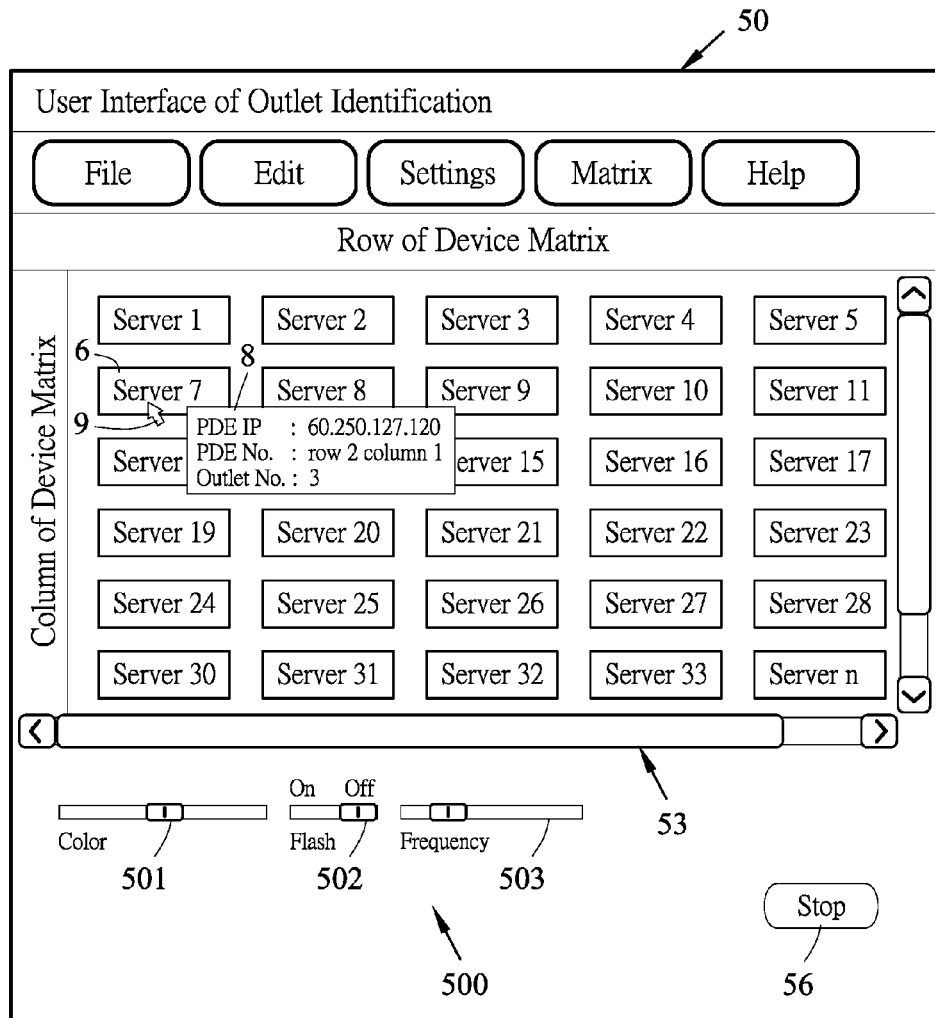 50
User Interface of Outlet Identification
File Edit Settings Matrix Help
Row of Device Matrix
Column of Device Matrix
Server 1 Server 2 Server 3 Server 4 Server 5
6 8
Server 7 Server 8 Server 9 Server 10 Server 11
9
PDE IP : 60.250.127.120
PDE No. : row 2 column 1
Outlet No. : 3
Server erver 15 Server 16 Server 17
Server 19 Server 20 Server 21 Server 22 Server 23
Server 24 Server 25 Server 26 Server 27 Server 28
Server 30 Server 31 Server 32 Server 33 Server n
On Off
53
Color Flash Frequency
501 502 503
Stop
500 56